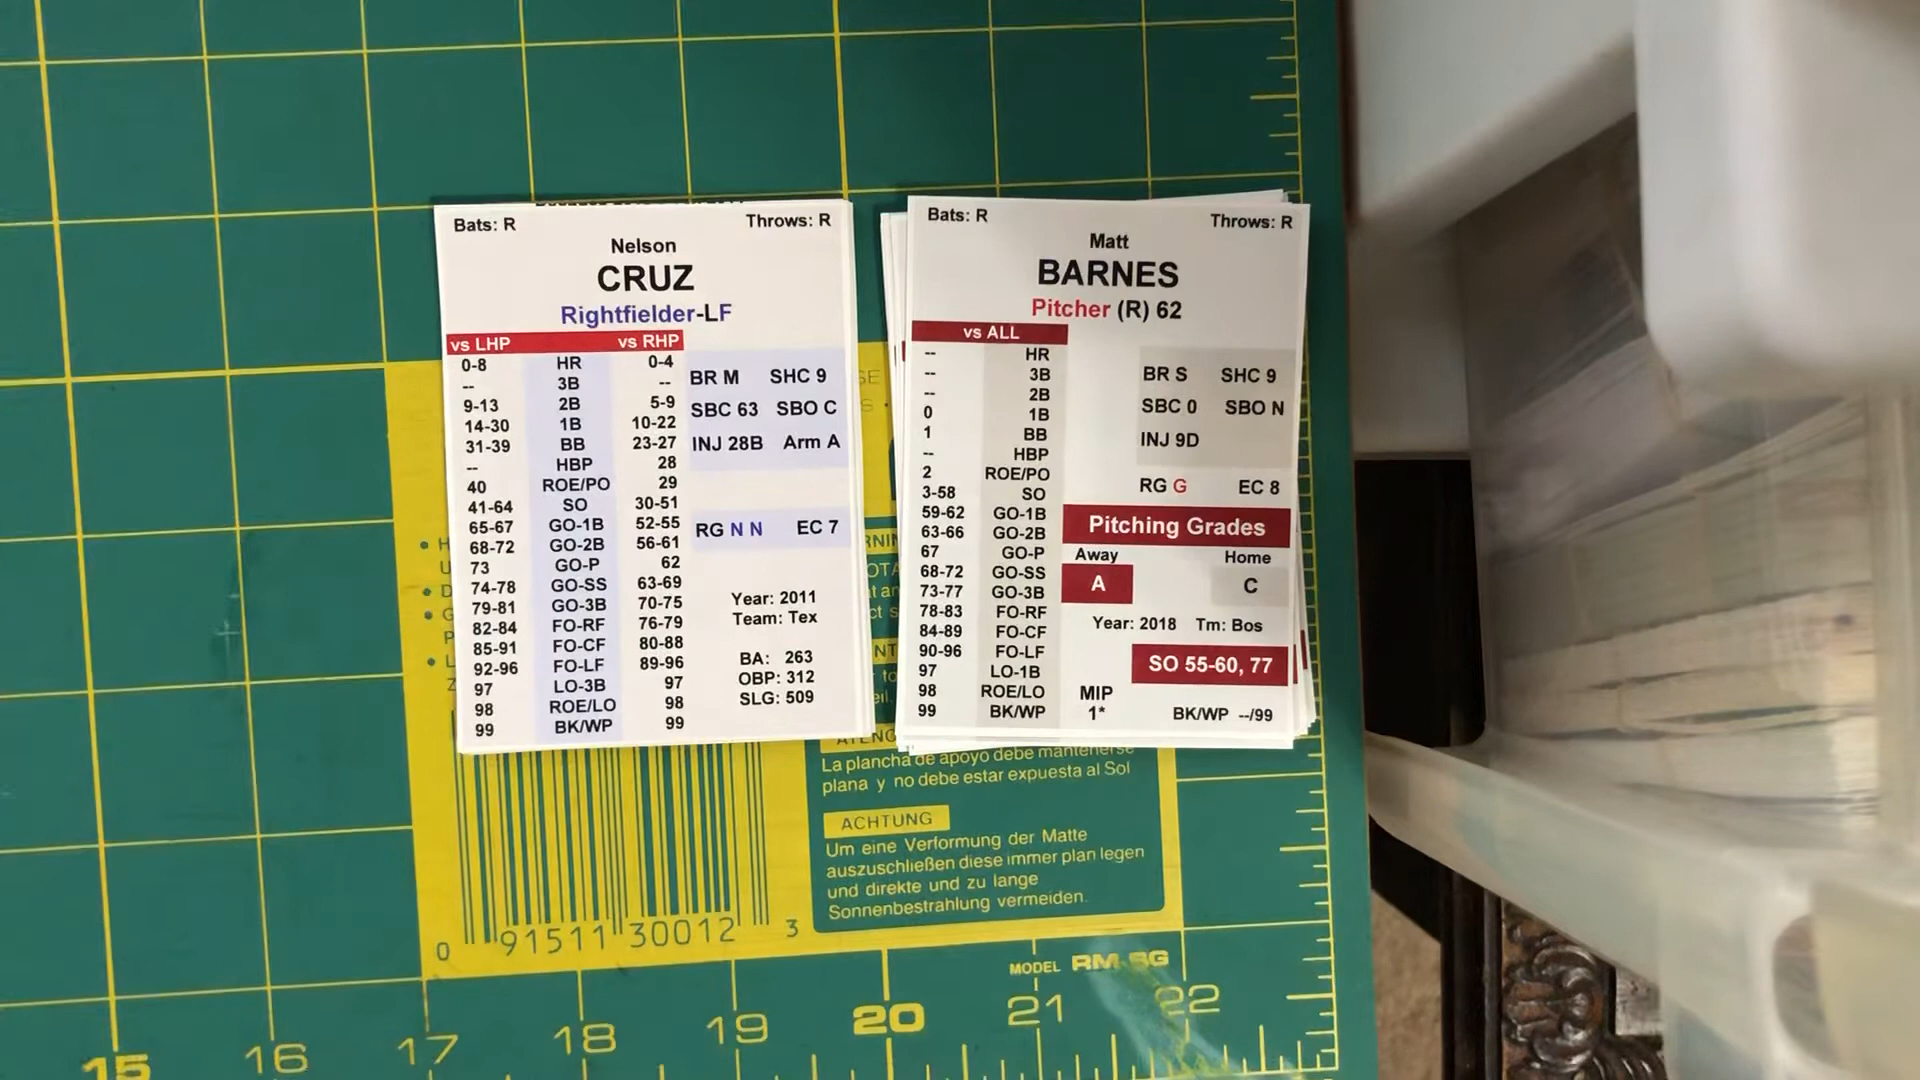 Bats: R Throws: R
Nelson
CRUZ
Rightfielder-LF
vs LHP vs RHP
0-8 HR 0-4
-- 3B --
9-13 2B 5-9
14-30 1B 10-22
31-39 BB 23-27
-- HBP 28
40 ROE/PO 29
41-64 SO 30-51
65-67 GO-1B 52-55
68-72 GO-2B 56-61
73 GO-P 62
74-78 GO-SS 63-69
79-81 GO-3B 70-75
82-84 FO-RF 76-79
85-91 FO-CF 80-88
92-96 FO-LF 89-96
97 LO-3B 97
98 ROE/LO 98
99 BK/WP 99
BR M SHC 9
SBC 63 SBO C
INJ 28B Arm A
RG N N EC 7
Year: 2011
Team: Tex
BA: 263
OBP: 312
SLG: 509
Bats: R Throws: R
Matt
BARNES
Pitcher (R) 62
vs ALL
-- HR
-- 3B
-- 2B
0 1B
1 BB
-- HBP
2 ROE/PO
3-58 SO
59-62 GO-1B
63-66 GO-2B
67 GO-P
68-72 GO-SS
73-77 GO-3B
78-83 FO-RF
84-89 FO-CF
90-96 FO-LF
97 LO-1B
98 ROE/LO
99 BK/WP
BR S SHC 9
SBC 0 SBO N
INJ 9D
RG G EC 8
Pitching Grades
Away Home
A C
Year: 2018 Tm: Bos
SO 55-60, 77
MIP
1*
BK/WP --/99
La plancha de apoyo debe mantenerse
plana y no debe estar expuesta al Sol
ACHTUNG
Um eine Verformung der Matte
auszuschließen diese immer plan legen
und direkte und zu lange
Sonnenbestrahlung vermeiden.
0 91511 30012 3
MODEL RM-SG
15 16 17 18 19 20 21 22